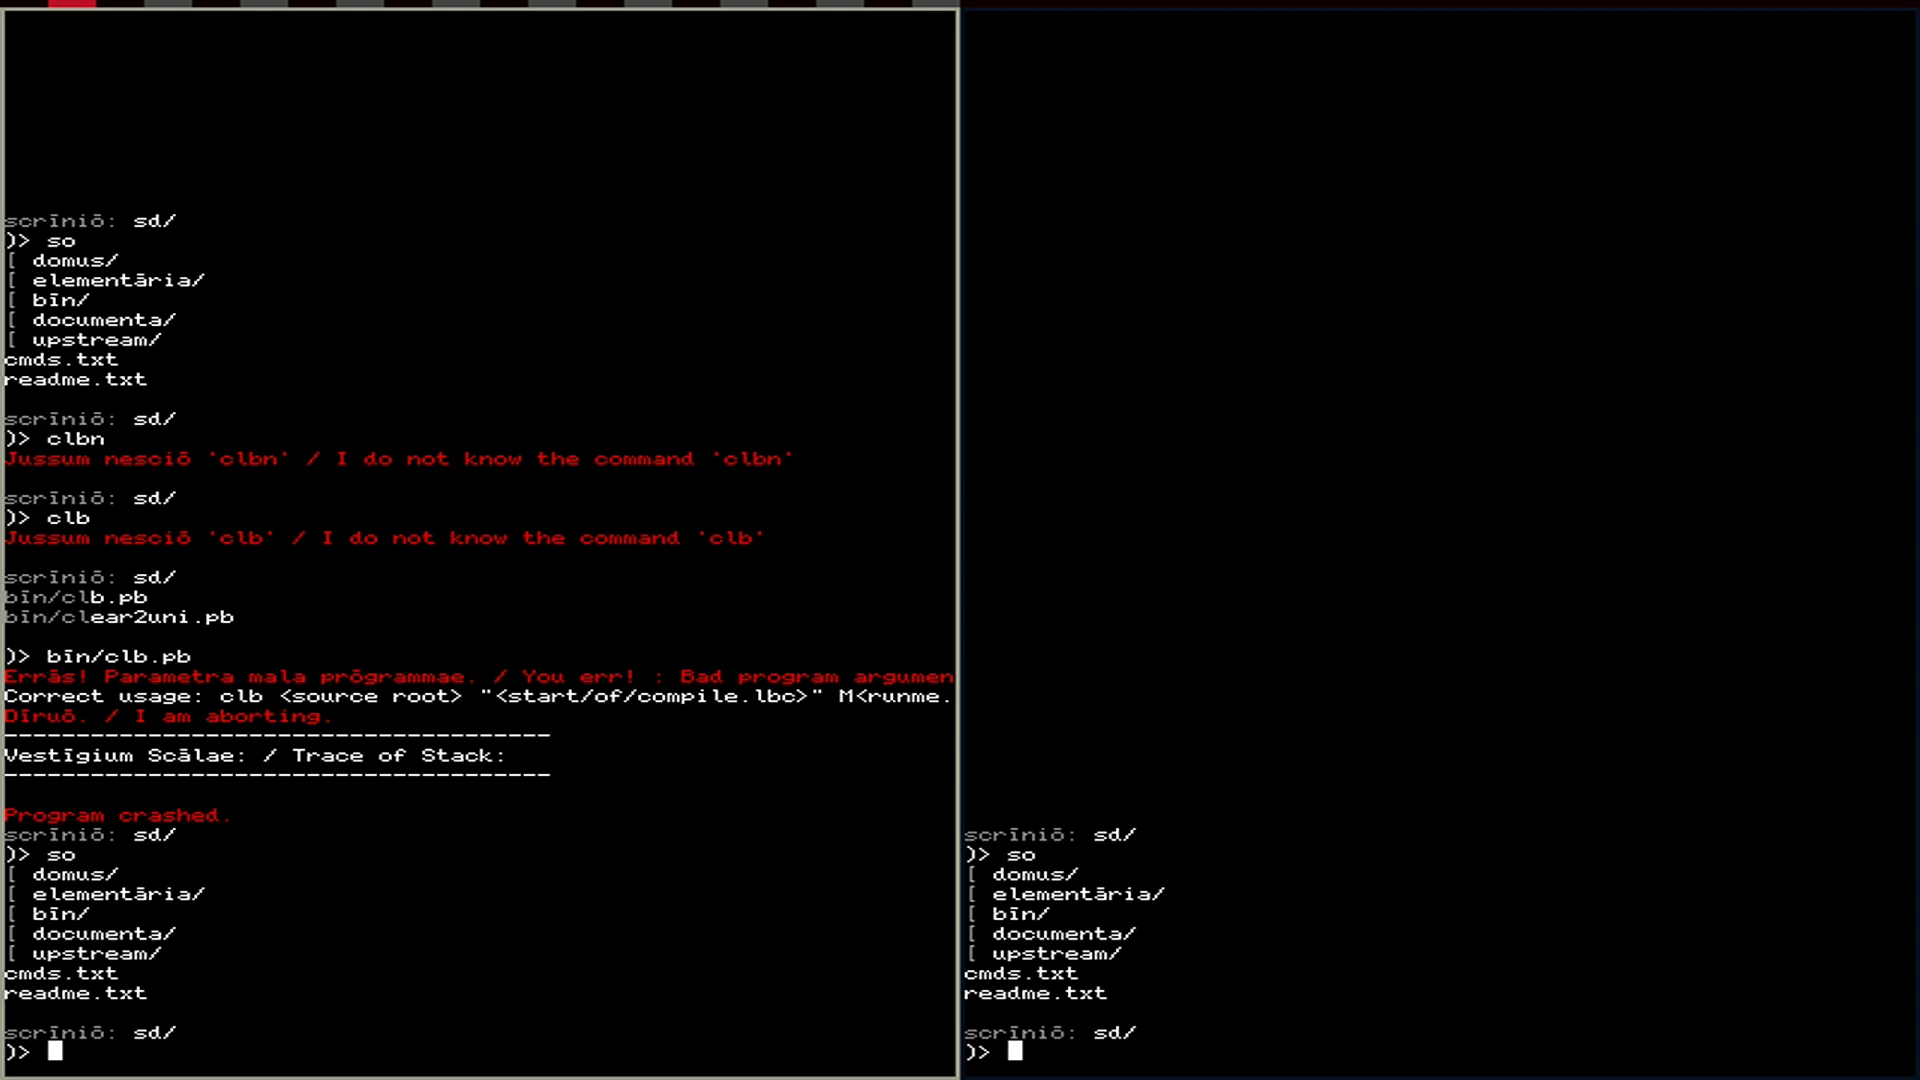 scrīniō: sd/
)> so
[ domus/
[ elementāria/
[ bīn/
[ documenta/
[ upstream/
cmds.txt
readme.txt
scrīniō: sd/
)> clbn
Jussum nesciō 'clbn' / I do not know the command 'clbn'
scrīniō: sd/
)> clb
Jussum nesciō 'clb' / I do not know the command 'clb'
scrīniō: sd/
bīn/clb.pb
bīn/clear2uni.pb
)> bīn/clb.pb
Errās! Parametra mala prōgrammae. / You err! : Bad program argumen
Correct usage: clb <source root> "<start/of/compile.lbc>" M<runme.
Dīruō. / I am aborting.
--------------------------------------
Vestīgium Scālae: / Trace of Stack:
--------------------------------------
Program crashed.
scrīniō: sd/
)> so
[ domus/
[ elementāria/
[ bīn/
[ documenta/
[ upstream/
cmds.txt
readme.txt
scrīniō: sd/
)>
scrīniō: sd/
)> so
[ domus/
[ elementāria/
[ bīn/
[ documenta/
[ upstream/
cmds.txt
readme.txt
scrīniō: sd/
)>